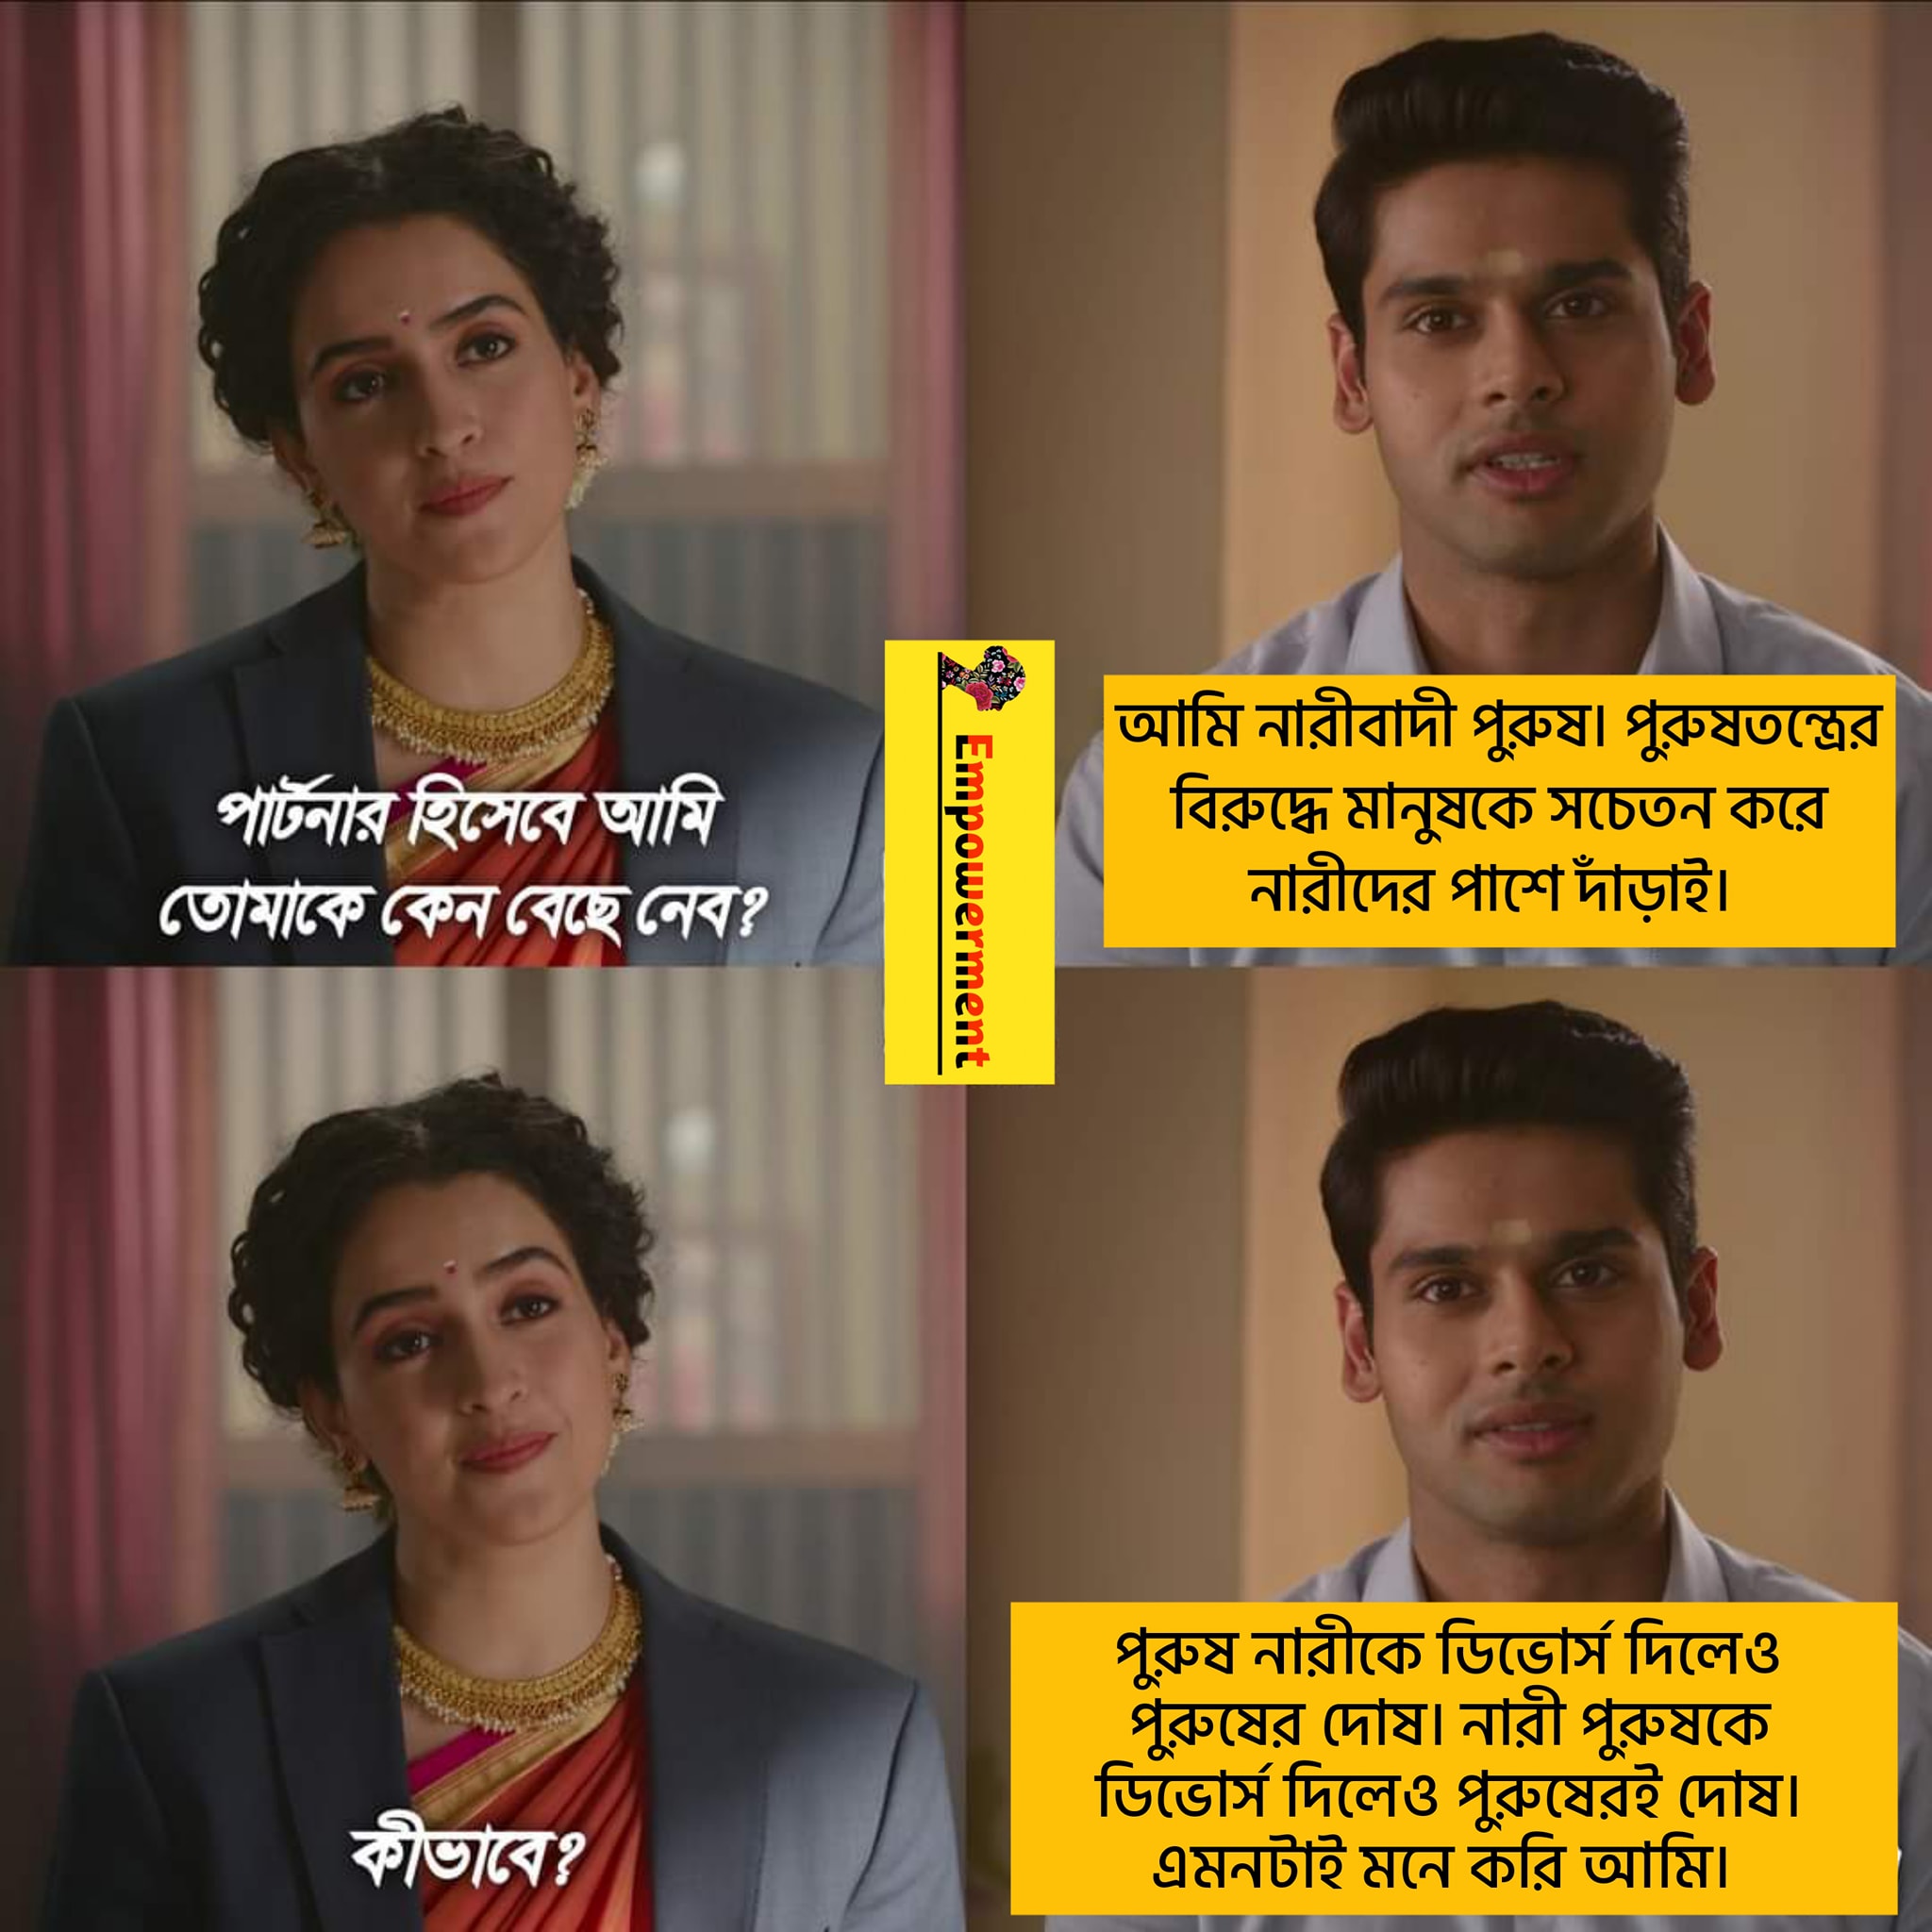 পার্টনার হিসেবে আমি
তোমাকে কেন বেছে নেব?
আমি নারীবাদী পুরুষ। পুরুষতন্ত্রের
বিরুদ্ধে মানুষকে সচেতন করে
নারীদের পাশে দাঁড়াই।
Empowerment
কীভাবে?
পুরুষ নারীকে ডিভোর্স দিলেও
পুরুষের দোষ। নারী পুরুষকে
ডিভোর্স দিলেও পুরুষেরই দোষ।
এমনটাই মনে করি আমি।